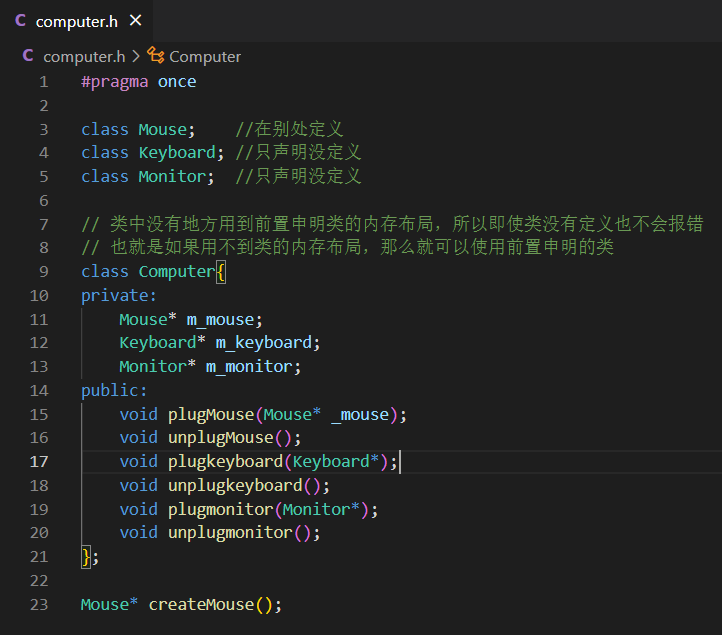 C computer.h ×
C computer.h > Computer
1 #pragma once
2
3 class Mouse;    //在别处定义
4 class Keyboard; //只声明没定义
5 class Monitor;  //只声明没定义
6
7 // 类中没有地方用到前置申明类的内存布局，所以即使类没有定义也不会报错
8 // 也就是如果用不到类的内存布局，那么就可以使用前置申明的类
9 class Computer{
10 private:
11     Mouse* m_mouse;
12     Keyboard* m_keyboard;
13     Monitor* m_monitor;
14 public:
15     void plugMouse(Mouse* _mouse);
16     void unplugMouse();
17     void plugkeyboard(Keyboard*);
18     void unplugkeyboard();
19     void plugmonitor(Monitor*);
20     void unplugmonitor();
21 };
22
23 Mouse* createMouse();